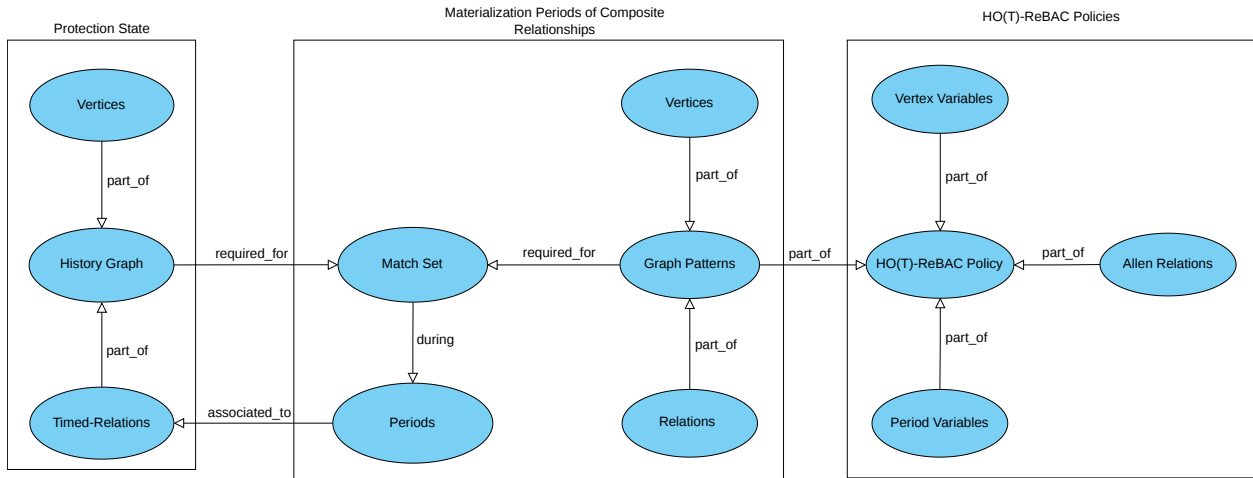 Protection State
Materialization Periods of Composite
Relationships
HO(T)-ReBAC Policies
Vertices
Vertices
Vertex Variables
part_of
part_of
part_of
History Graph
required_for
Match Set
required_for
Graph Patterns
part_of
HO(T)-ReBAC Policy
part_of
Allen Relations
part_of
during
part_of
part_of
Timed-Relations
associated_to
Periods
Relations
Period Variables